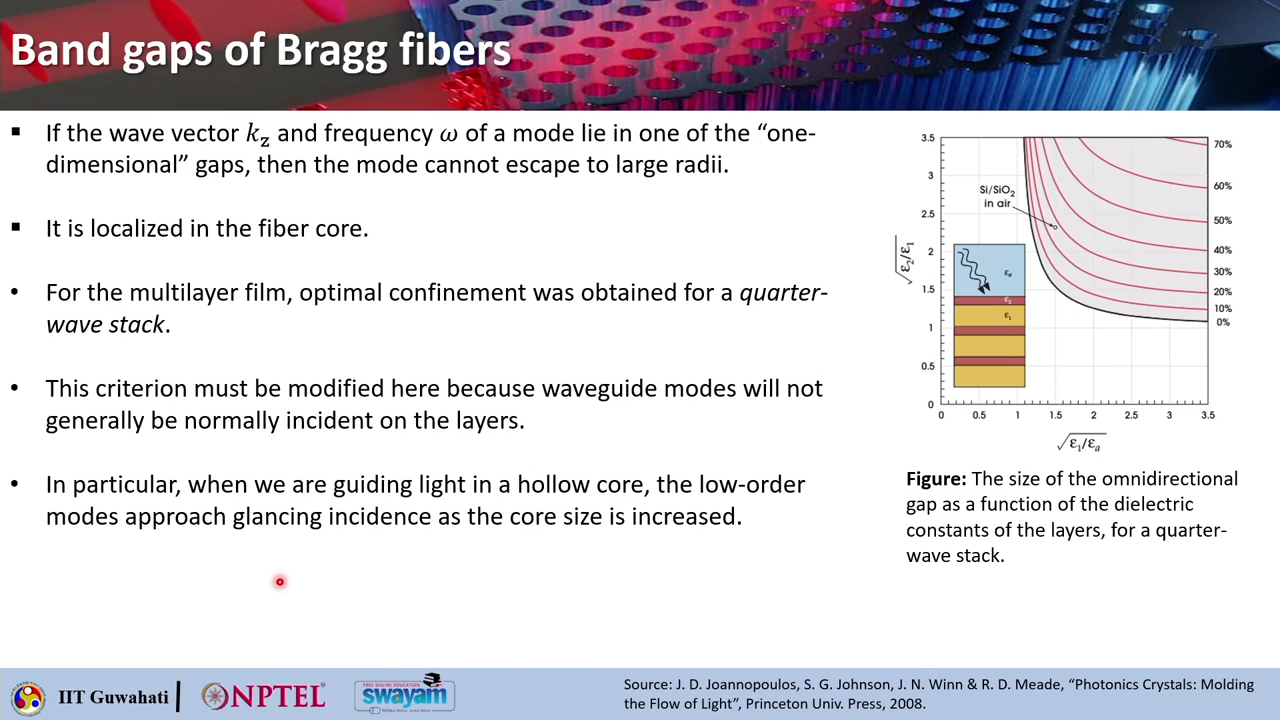 Band gaps of Bragg fibers
▪ If the wave vector k_z and frequency ω of a mode lie in one of the “one-
dimensional” gaps, then the mode cannot escape to large radii.
▪ It is localized in the fiber core.
• For the multilayer film, optimal confinement was obtained for a quarter-
wave stack.
• This criterion must be modified here because waveguide modes will not
generally be normally incident on the layers.
• In particular, when we are guiding light in a hollow core, the low-order
modes approach glancing incidence as the core size is increased.
3.5
3
2.5
2
1.5
1
0.5
0
√ε₂/ε₁
Si/SiO₂
in air
εₐ
ε₂
ε₁
70%
60%
50%
40%
30%
20%
10%
0%
0 0.5 1 1.5 2 2.5 3 3.5
√ε₁/εₐ
Figure: The size of the omnidirectional
gap as a function of the dielectric
constants of the layers, for a quarter-
wave stack.
IIT Guwahati
NPTEL
FREE ONLINE EDUCATION
swayam
Source: J. D. Joannopoulos, S. G. Johnson, J. N. Winn & R. D. Meade, “Photonics Crystals: Molding
the Flow of Light”, Princeton Univ. Press, 2008.